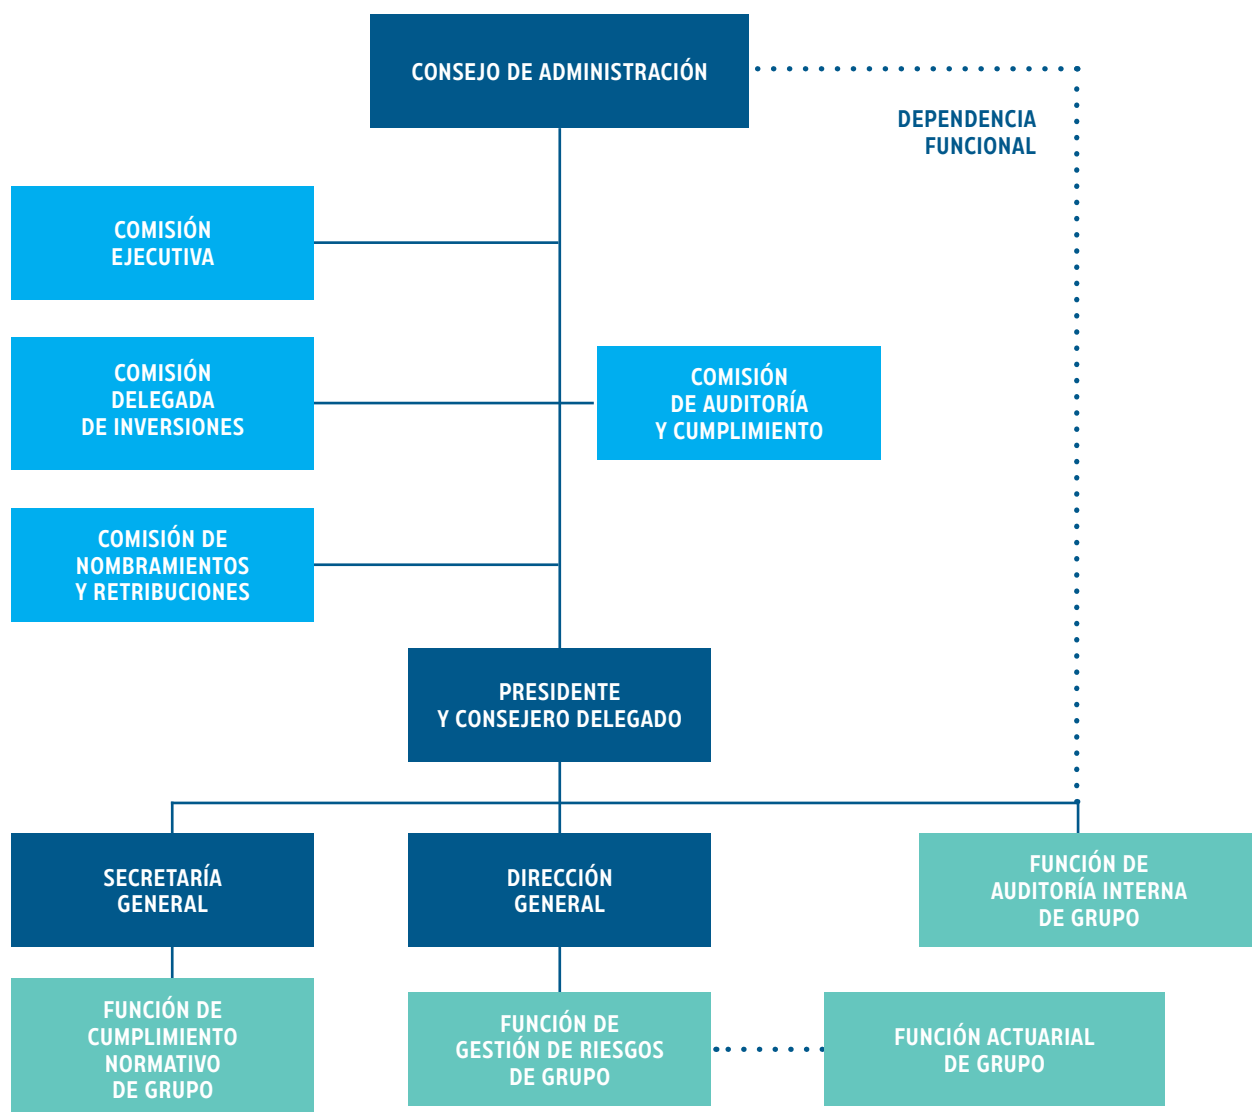 CONSEJO DE ADMINISTRACIÓN
DEPENDENCIA
FUNCIONAL
COMISIÓN
EJECUTIVA
COMISIÓN
DELEGADA
DE INVERSIONES
COMISIÓN
DE AUDITORÍA
Y CUMPLIMIENTO
COMISIÓN DE
NOMBRAMIENTOS
Y RETRIBUCIONES
PRESIDENTE
Y CONSEJERO DELEGADO
SECRETARÍA
GENERAL
DIRECCIÓN
GENERAL
FUNCIÓN DE
AUDITORÍA INTERNA
DE GRUPO
FUNCIÓN DE
CUMPLIMIENTO
NORMATIVO
DE GRUPO
FUNCIÓN DE
GESTIÓN DE RIESGOS
DE GRUPO
FUNCIÓN ACTUARIAL
DE GRUPO